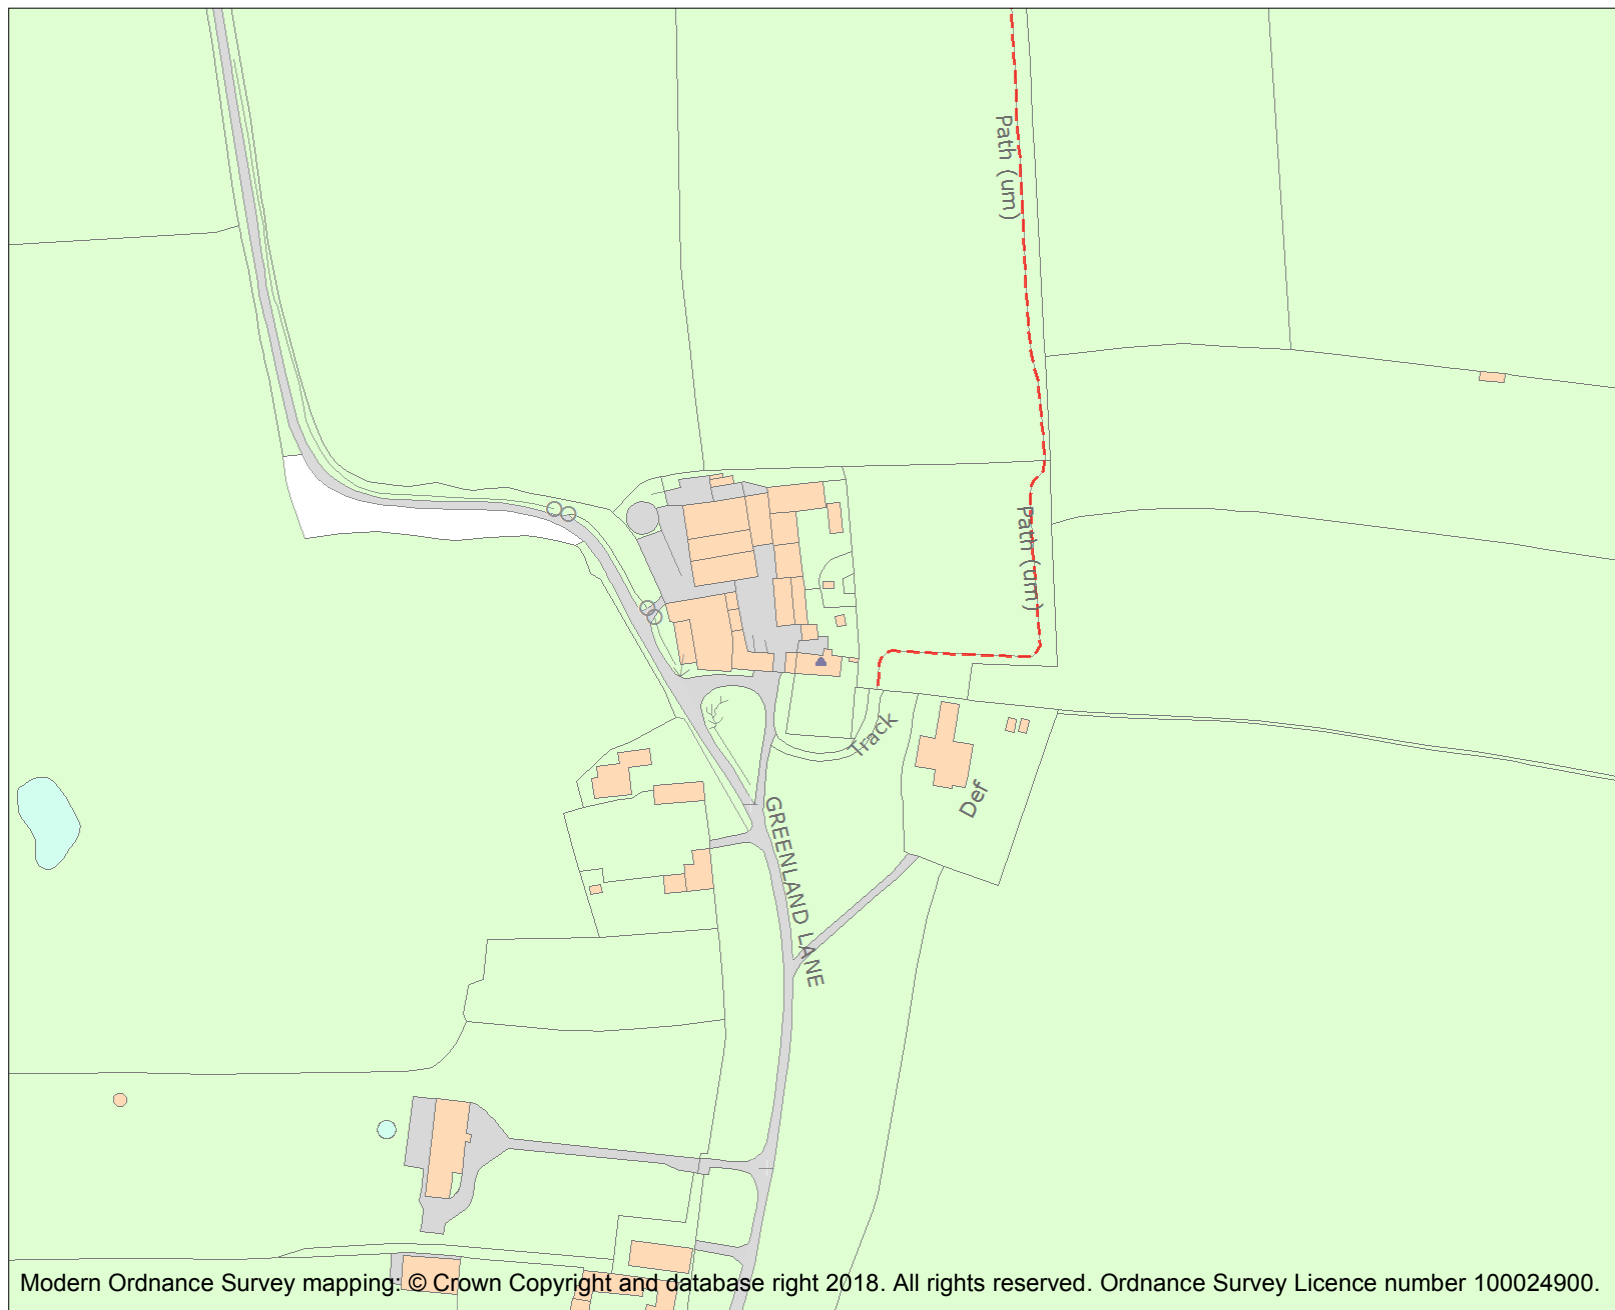 Path (um)
Path (um)
Track
Def
GREENLAND LANE
Modern Ordnance Survey mapping: © Crown Copyright and database right 2018. All rights reserved. Ordnance Survey Licence number 100024900.